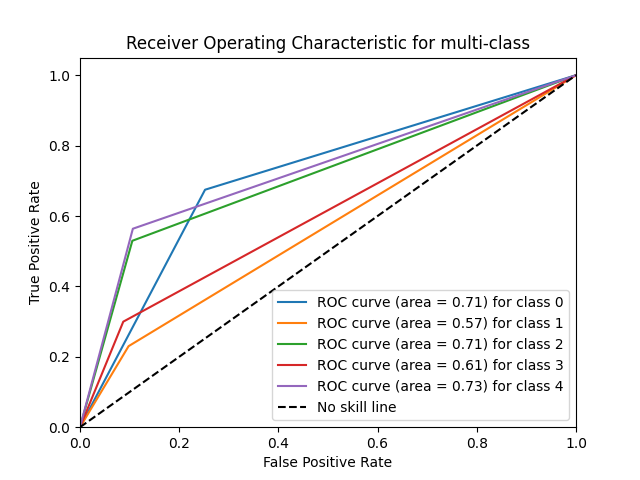 Receiver Operating Characteristic for multi-class
1.0
0.8
0.6
0.4
0.2
0.0
True Positive Rate
ROC curve (area = 0.71) for class 0
ROC curve (area = 0.57) for class 1
ROC curve (area = 0.71) for class 2
ROC curve (area = 0.61) for class 3
ROC curve (area = 0.73) for class 4
No skill line
0.0 0.2 0.4 0.6 0.8 1.0
False Positive Rate